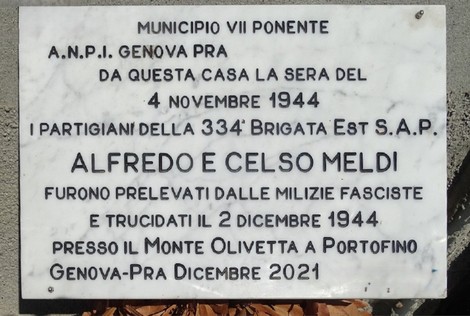 MUNICIPIO VII PONENTE
A.N.P.I. GENOVA PRA
DA QUESTA CASA LA SERA DEL
4 NOVEMBRE 1944
I PARTIGIANI DELLA 334ª BRIGATA EST S.A.P.
ALFREDO E CELSO MELDI
FURONO PRELEVATI DALLE MILIZIE FASCISTE
E TRUCIDATI IL 2 DICEMBRE 1944
PRESSO IL MONTE OLIVETTA A PORTOFINO
GENOVA-PRA DICEMBRE 2021